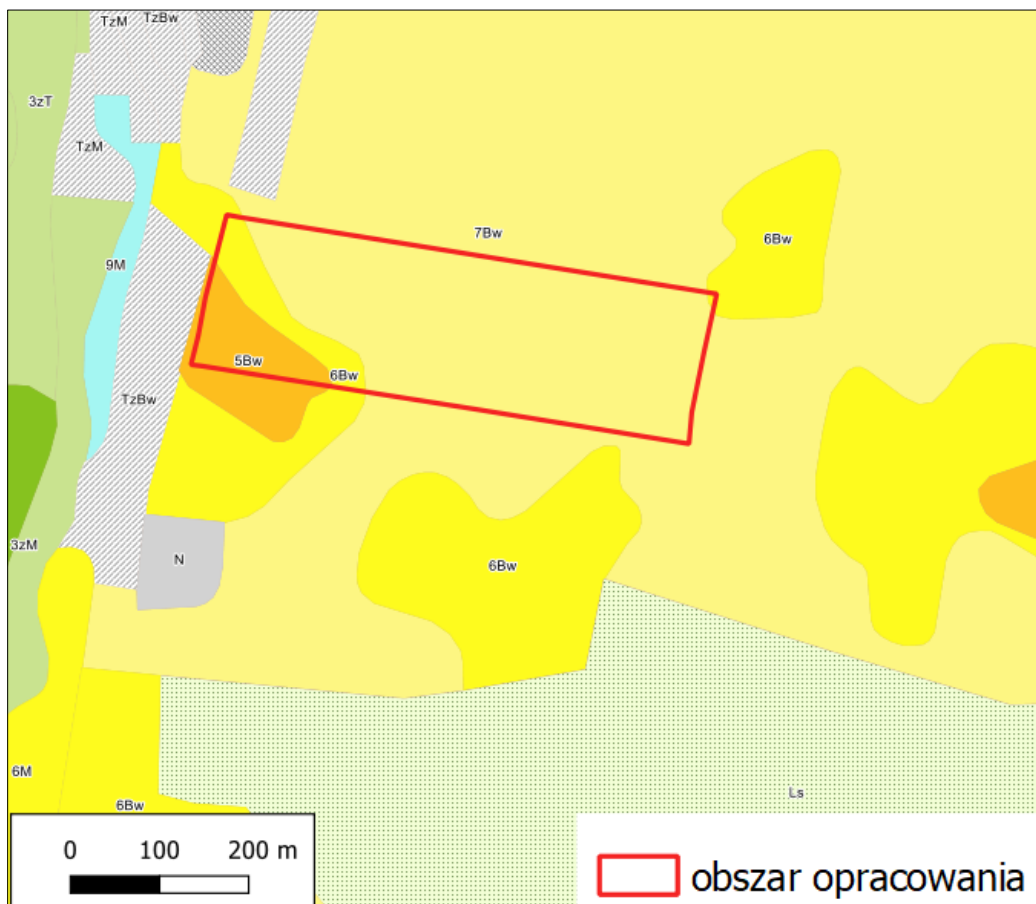 TzM
TzBw
3zT
TzM
7Bw
6Bw
9M
5Bw
6Bw
TzBw
3zM
N
6Bw
6M
Ls
6Bw
0 100 200 m
obszar opracowania